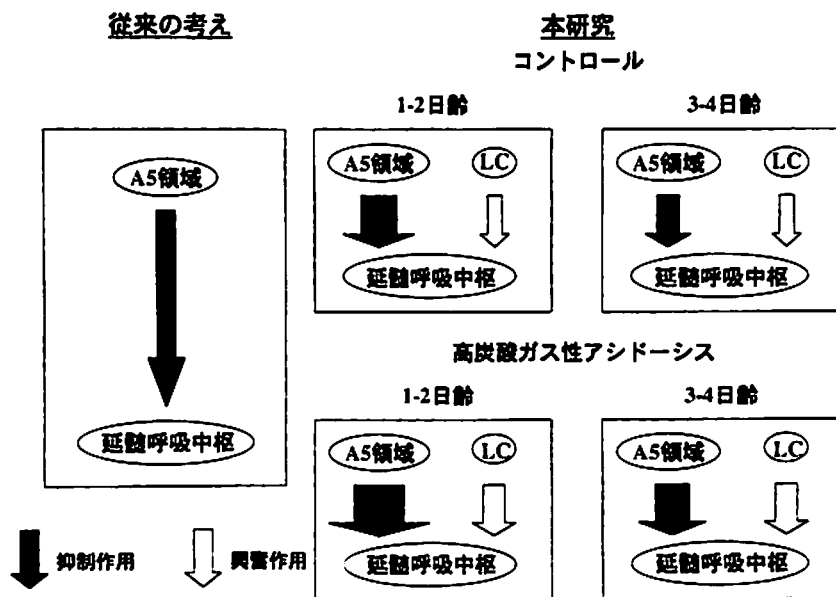 従来の考え
A5領域
延髄呼吸中枢
抑制作用
興奮作用
本研究
コントロール
1-2日齢
3-4日齢
A5領域
LC
A5領域
LC
延髄呼吸中枢
延髄呼吸中枢
高炭酸ガス性アシドーシス
1-2日齢
3-4日齢
A5領域
LC
A5領域
LC
延髄呼吸中枢
延髄呼吸中枢